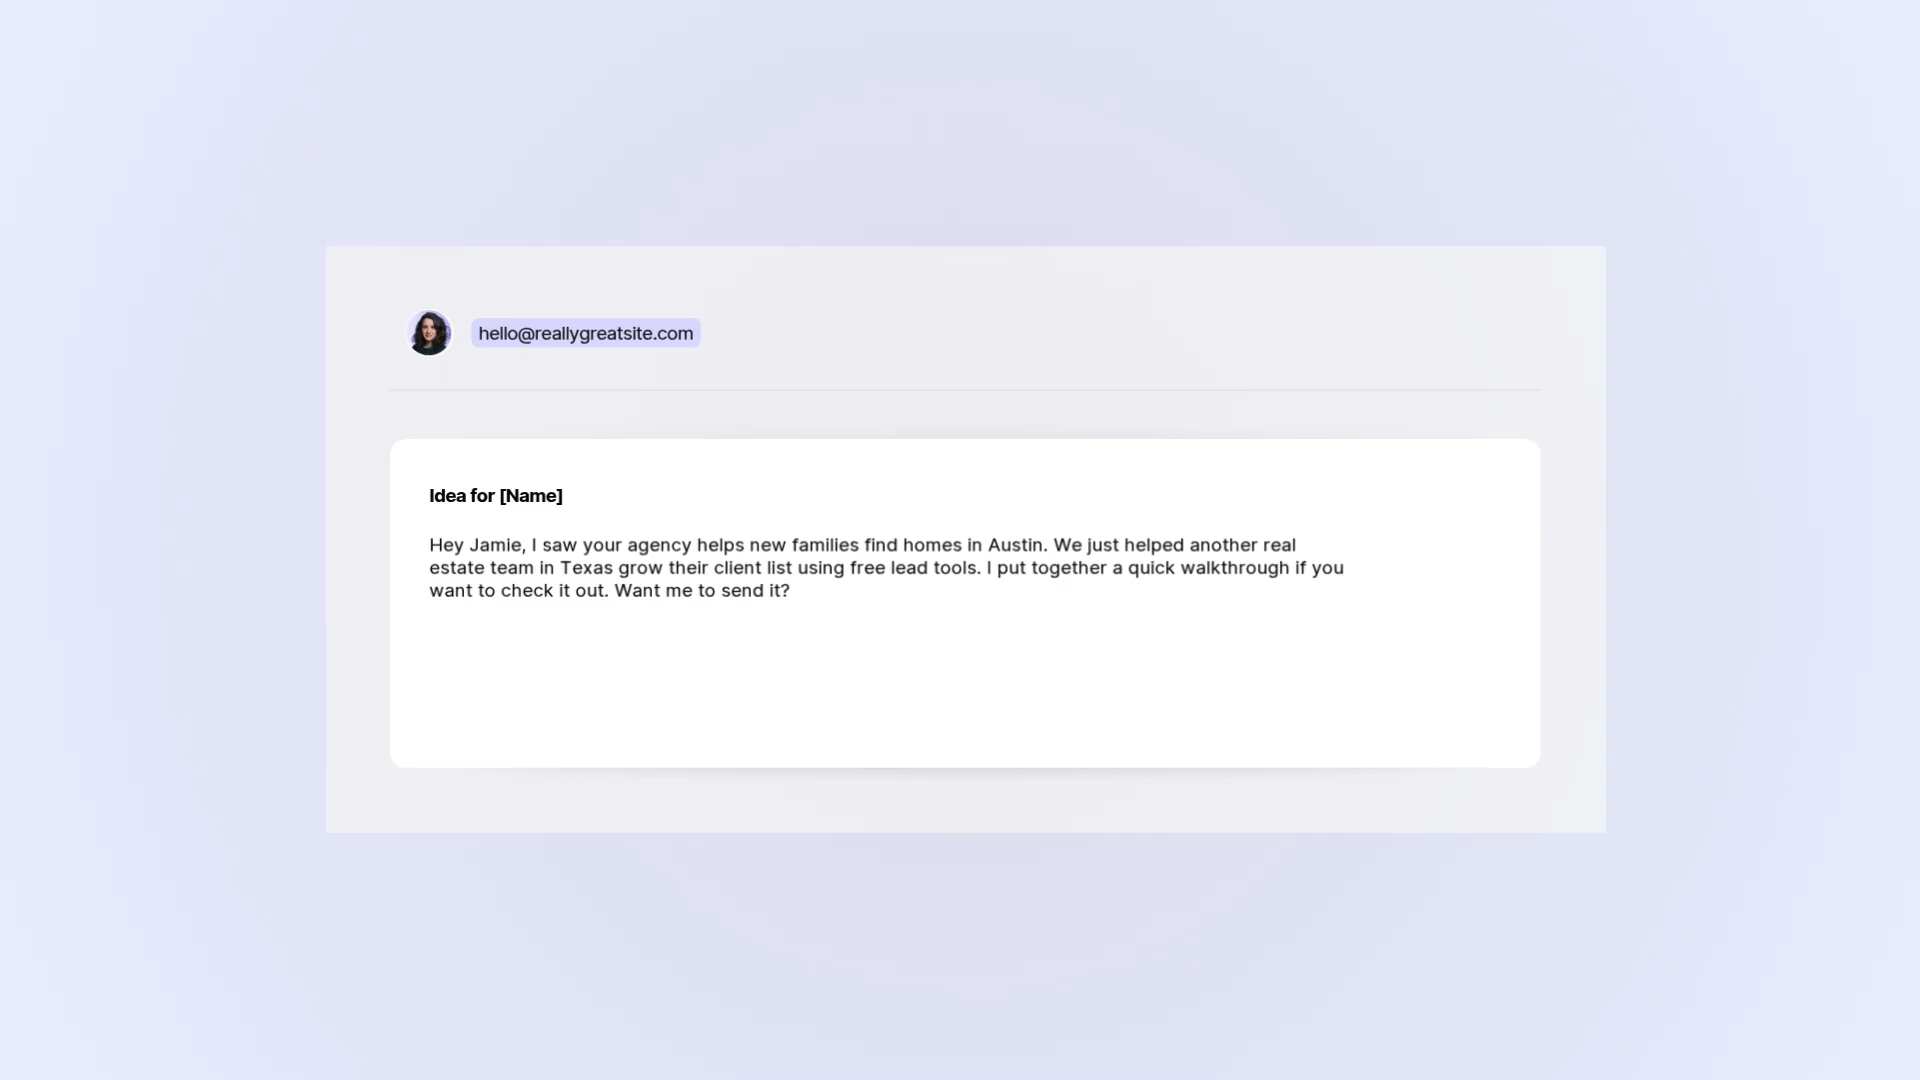 hello@reallygreatsite.com
Idea for [Name]
Hey Jamie, I saw your agency helps new families find homes in Austin. We just helped another real
estate team in Texas grow their client list using free lead tools. I put together a quick walkthrough if you
want to check it out. Want me to send it?